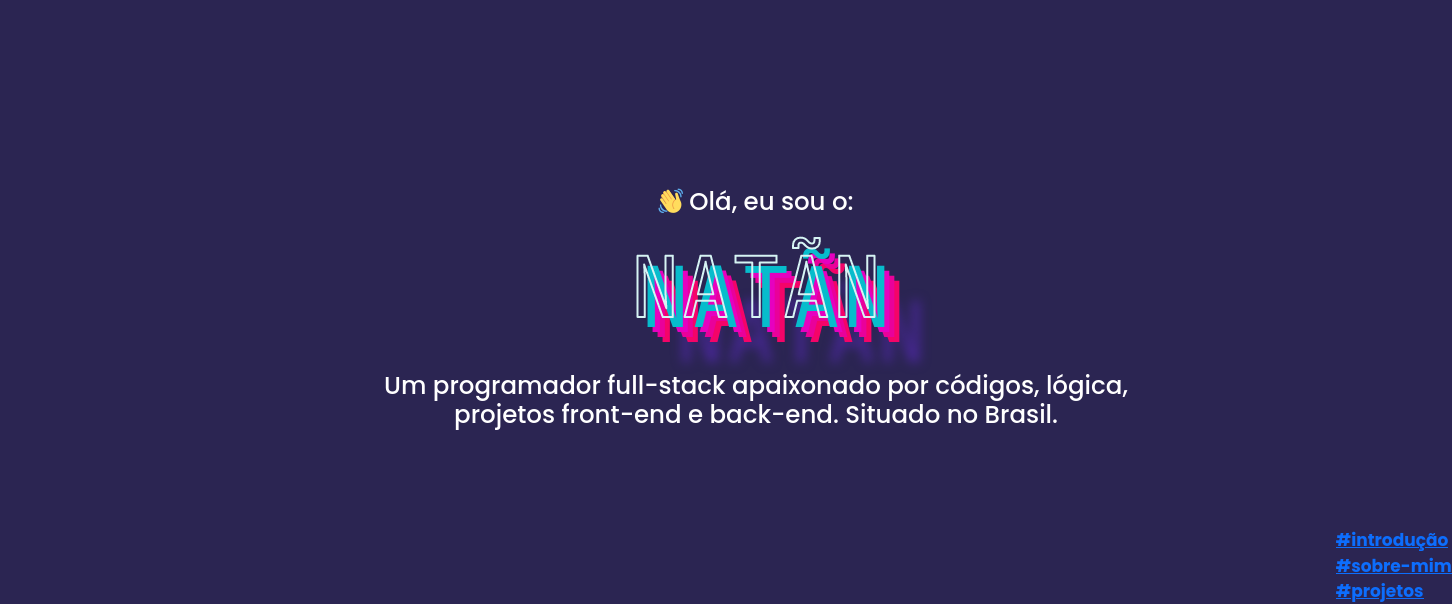 👋 Olá, eu sou o:
NATÃN
Um programador full-stack apaixonado por códigos, lógica,
projetos front-end e back-end. Situado no Brasil.
#introdução
#sobre-mim
#projetos